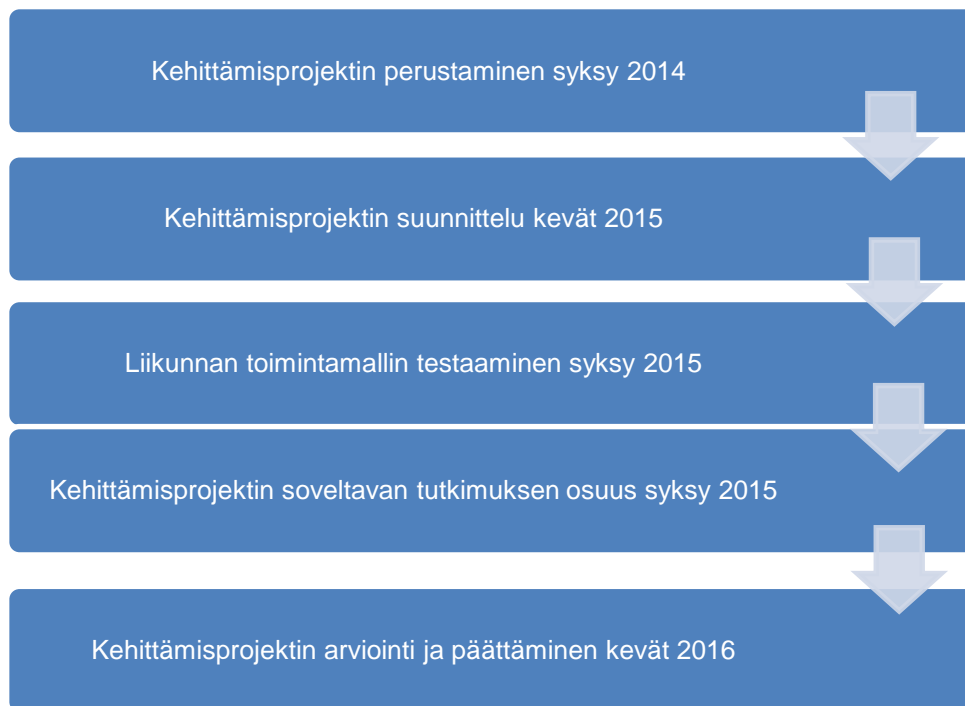 Kehittämisprojektin perustaminen syksy 2014
Kehittämisprojektin suunnittelu kevät 2015
Liikunnan toimintamallin testaaminen syksy 2015
Kehittämisprojektin soveltavan tutkimuksen osuus syksy 2015
Kehittämisprojektin arviointi ja päättäminen kevät 2016